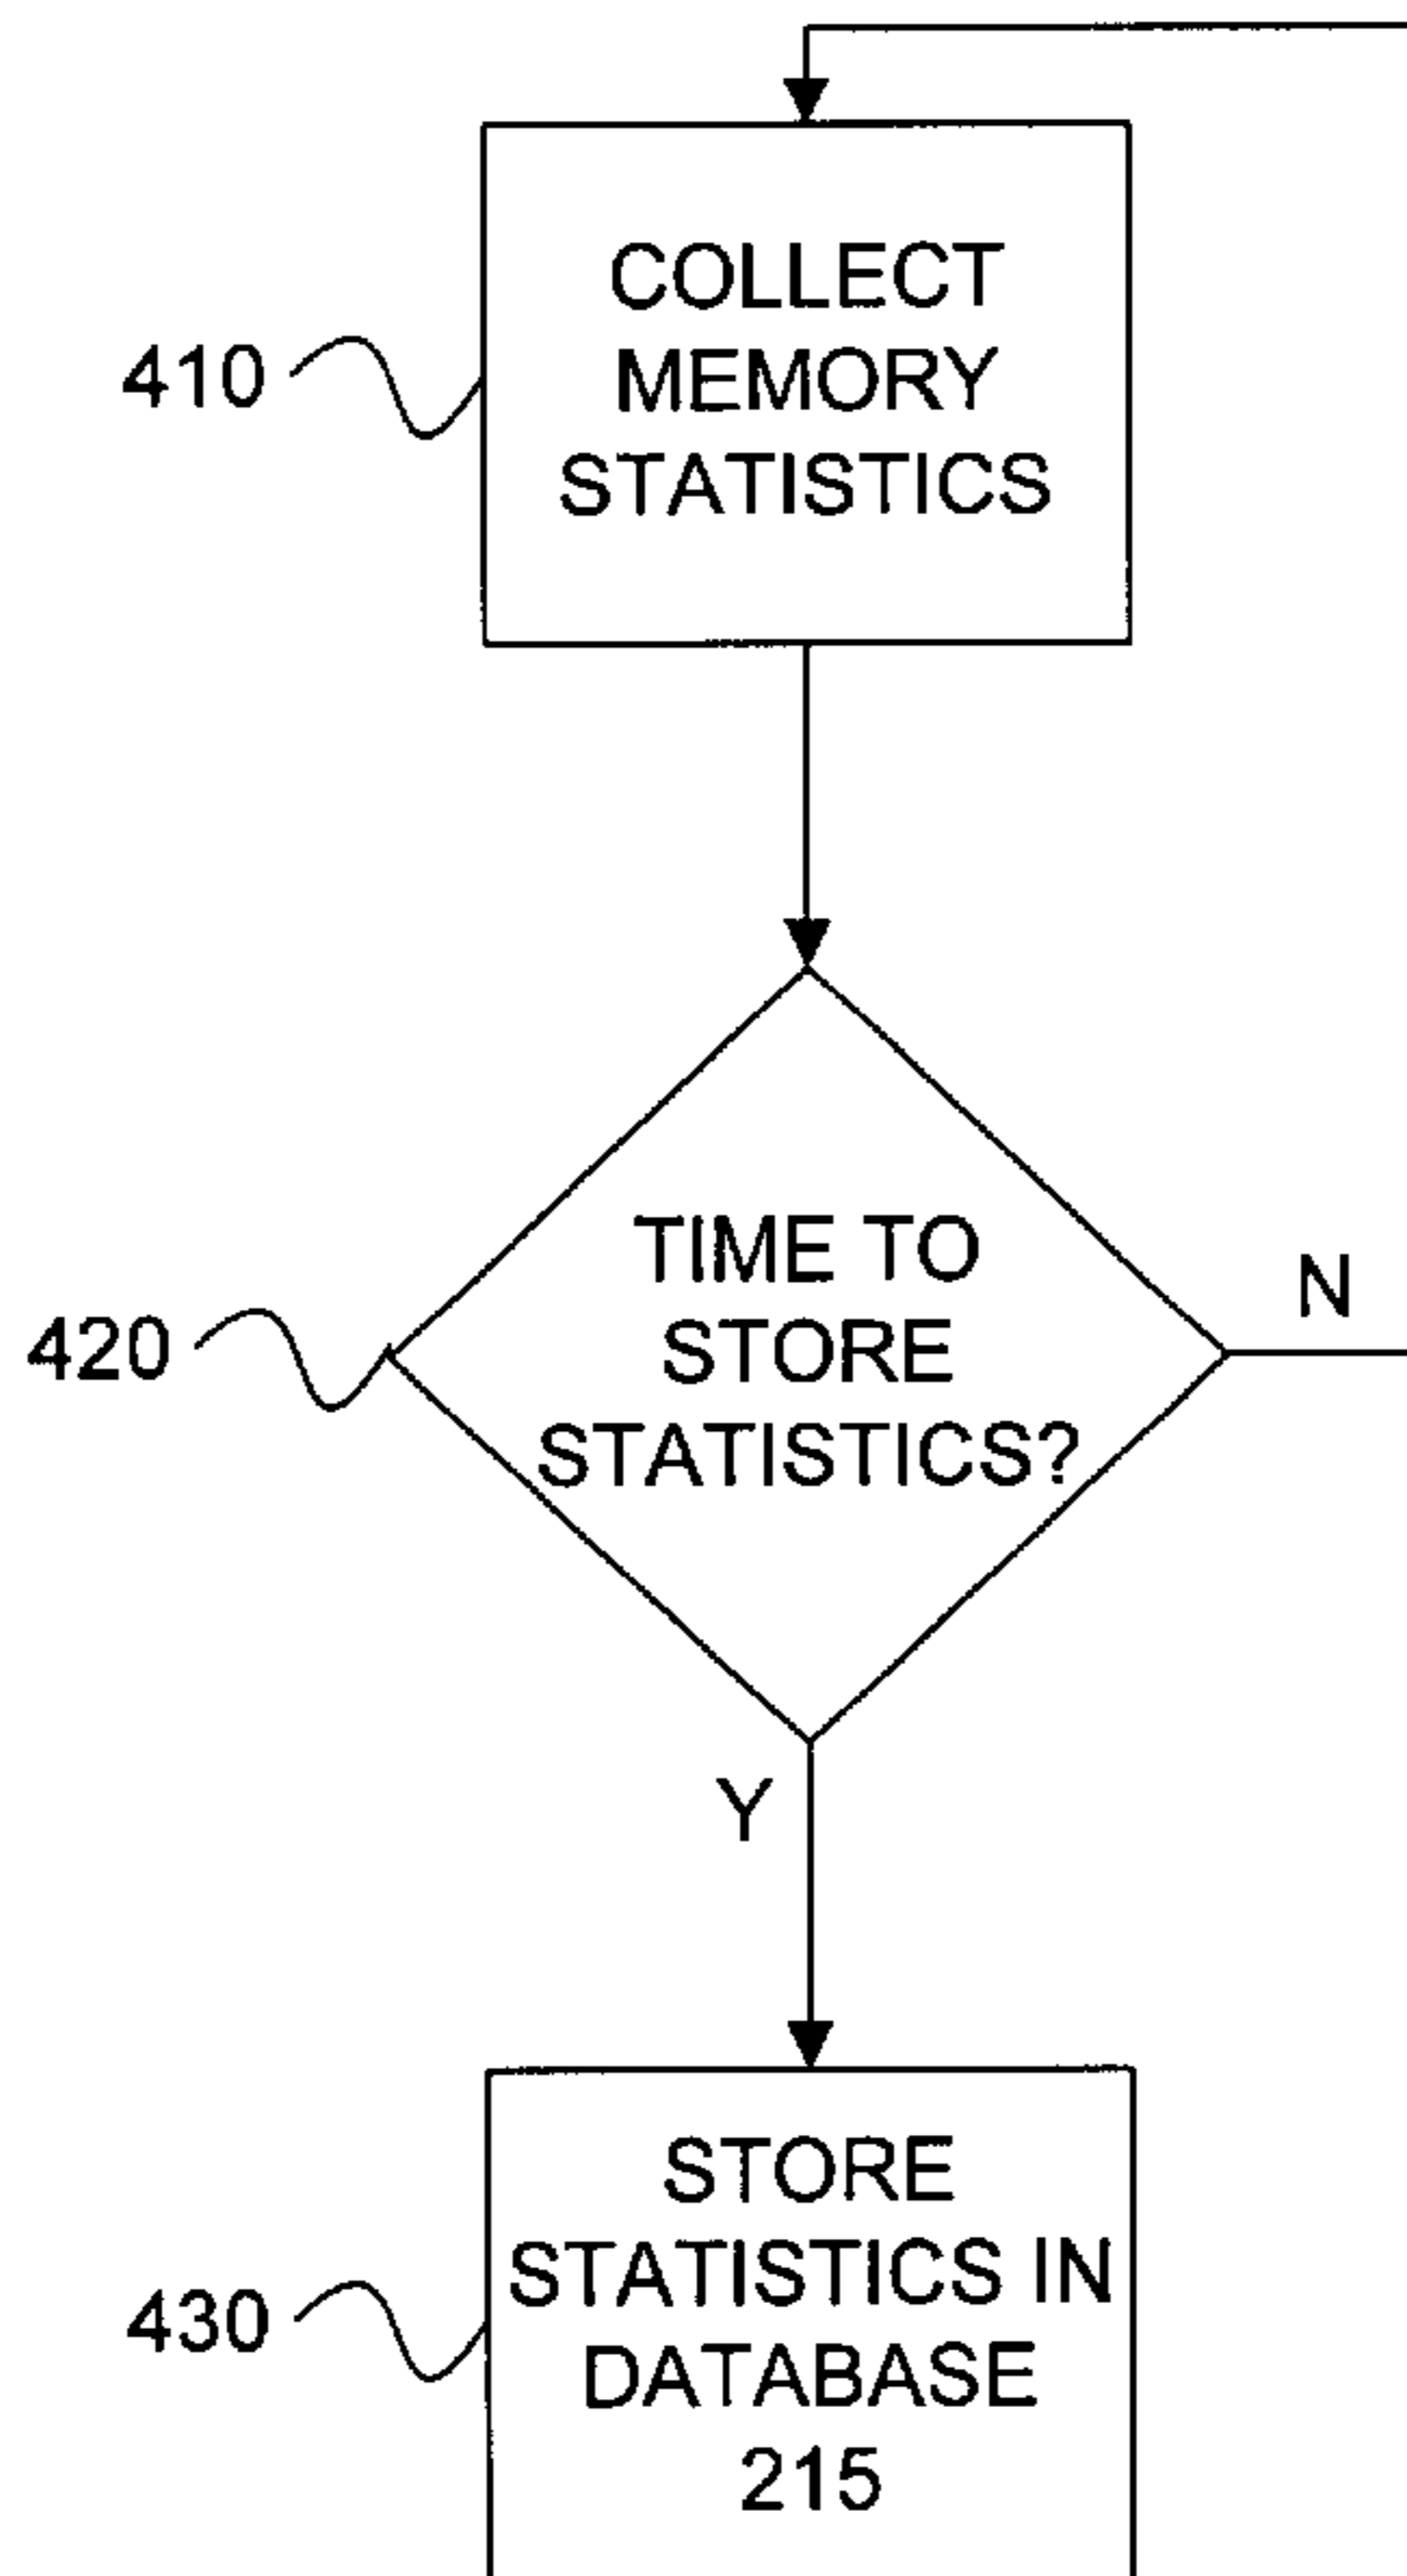 COLLECT
MEMORY
STATISTICS
410
TIME TO
STORE
STATISTICS?
420
N
Y
STORE
STATISTICS IN
DATABASE
215
430